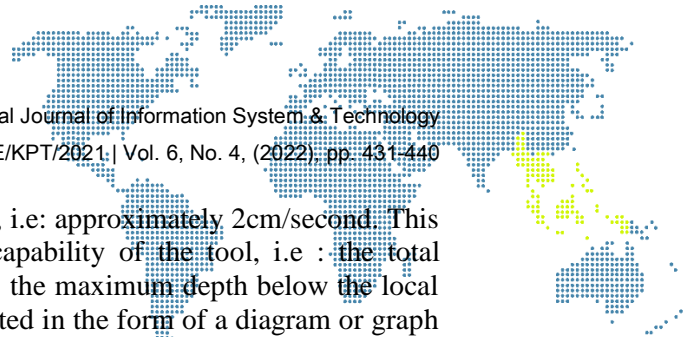 al Journal of Information System & Technology
E/KPT/2021 | Vol. 6, No. 4, (2022), pp. 431-440
, i.e: approximately 2cm/second. This
capability of the tool, i.e : the total
the maximum depth below the local
ted in the form of a diagram or graph